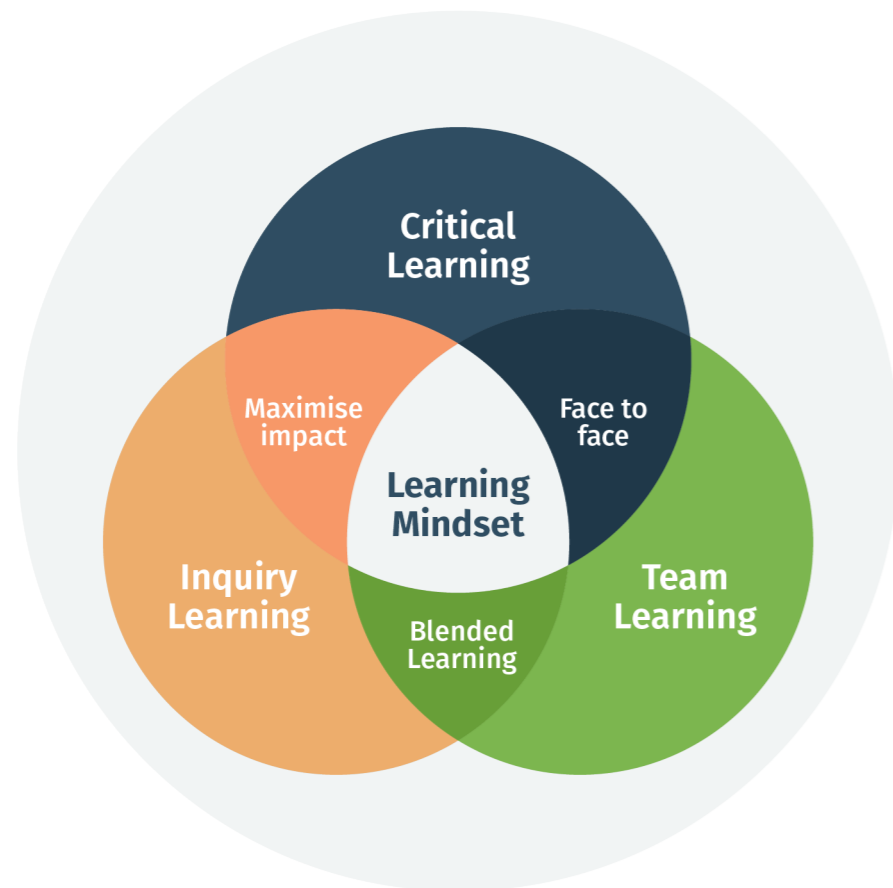 Critical
Learning
Maximise
impact
Face to
face
Learning
Mindset
Inquiry
Learning
Team
Learning
Blended
Learning